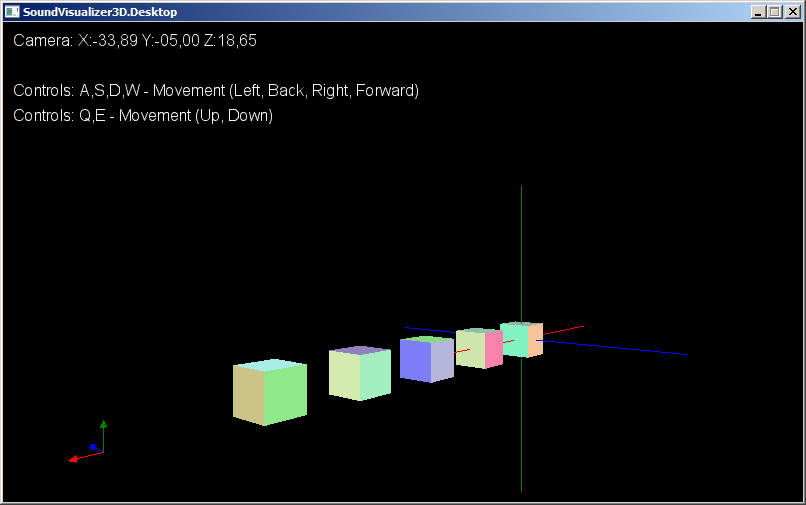 SoundVisualizer3D.Desktop
Camera: X:-33,89 Y:-05,00 Z:18,65
Controls: A,S,D,W - Movement (Left, Back, Right, Forward)
Controls: Q,E - Movement (Up, Down)